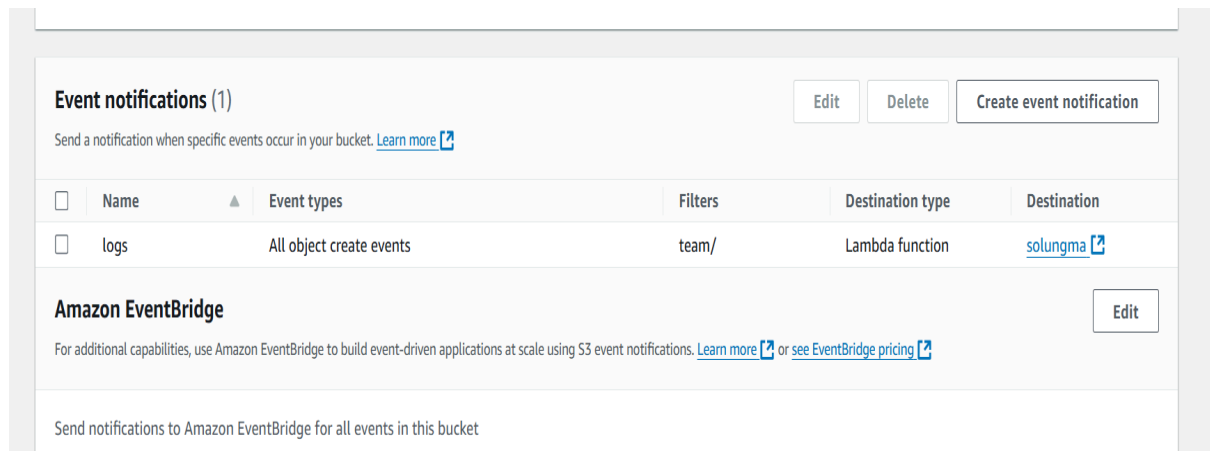 Event notifications (1)
Edit
Delete
Create event notification
Send a notification when specific events occur in your bucket. Learn more
Name
Event types
Filters
Destination type
Destination
logs
All object create events
team/
Lambda function
solungma
Amazon EventBridge
Edit
For additional capabilities, use Amazon EventBridge to build event-driven applications at scale using S3 event notifications. Learn more or see EventBridge pricing
Send notifications to Amazon EventBridge for all events in this bucket